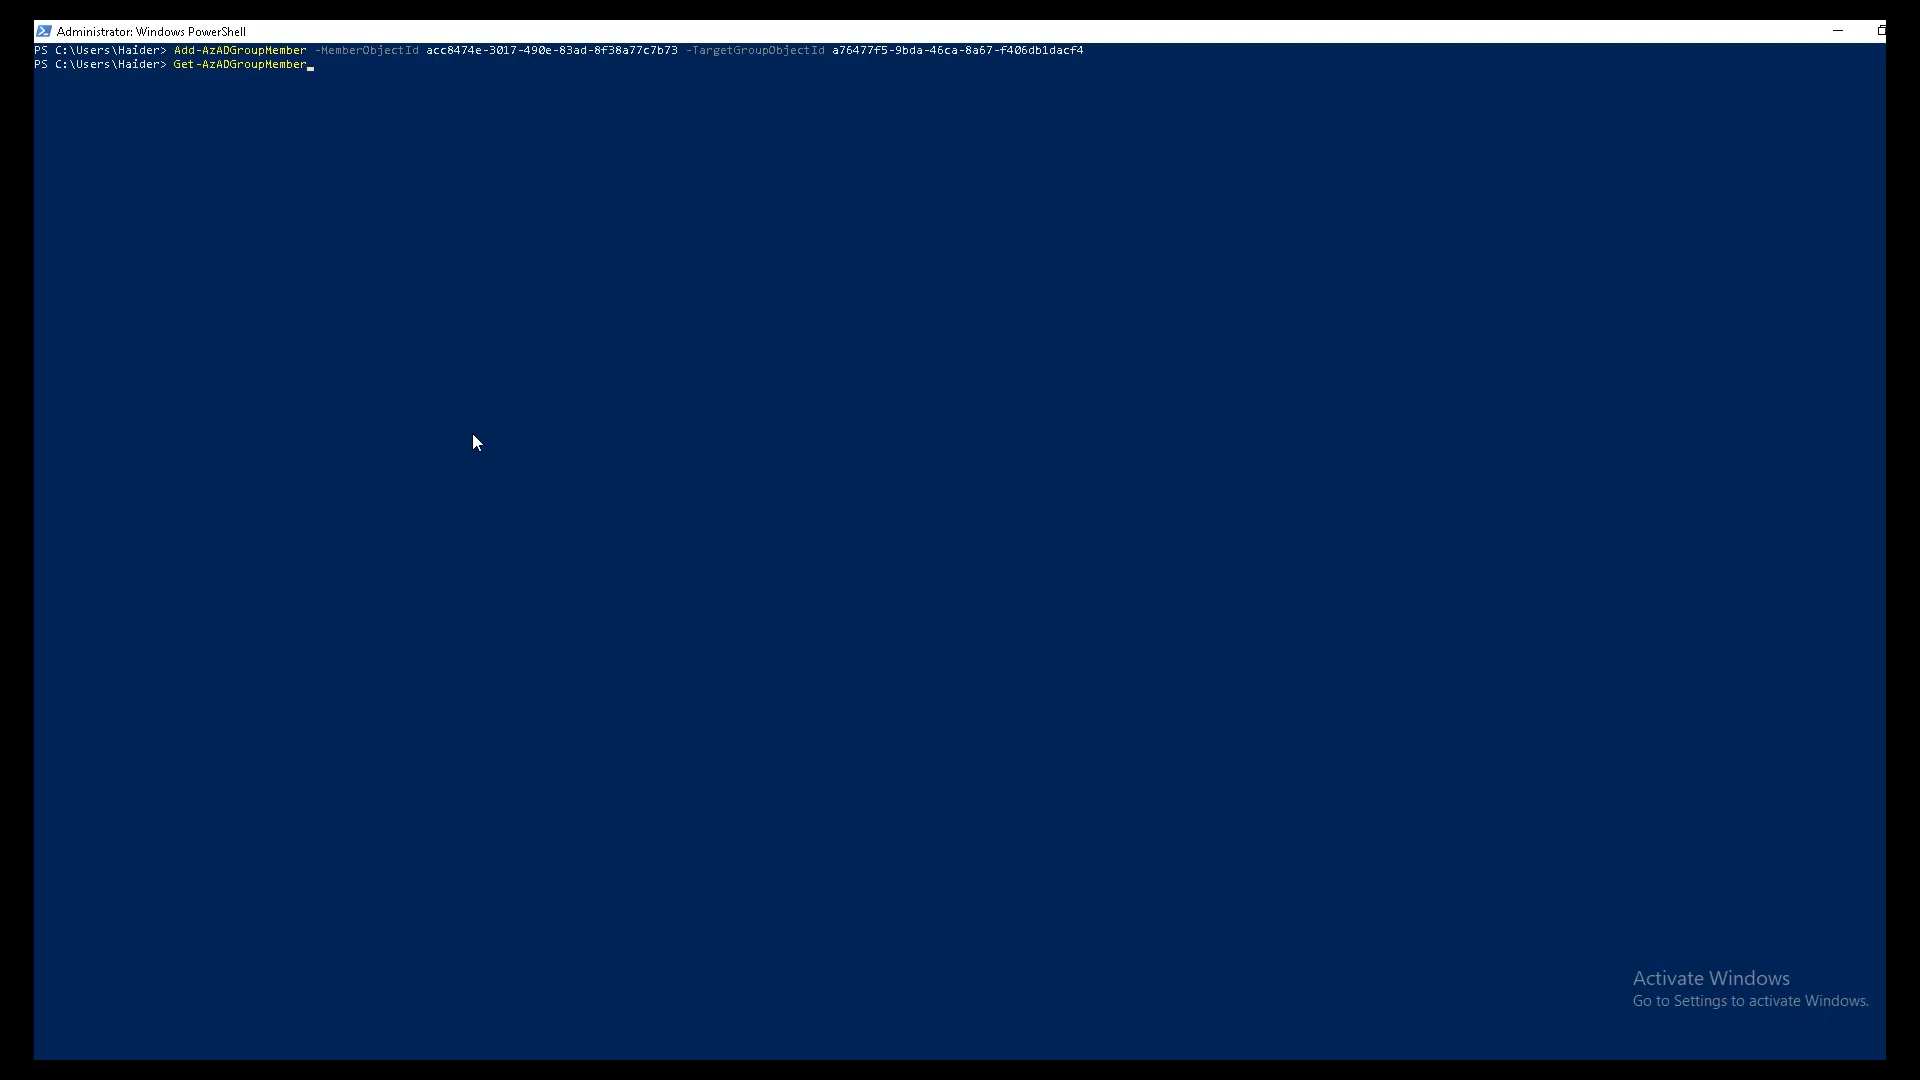 Administrator: Windows PowerShell
PS C:\Users\Haider> Add-AzADGroupMember -MemberObjectId acc8474e-3017-490e-83ad-8f38a77c7b73 -TargetGroupObjectId a76477f5-9bda-46ca-8a67-f406db1dacf4
PS C:\Users\Haider> Get-AzADGroupMember
Activate Windows
Go to Settings to activate Windows.